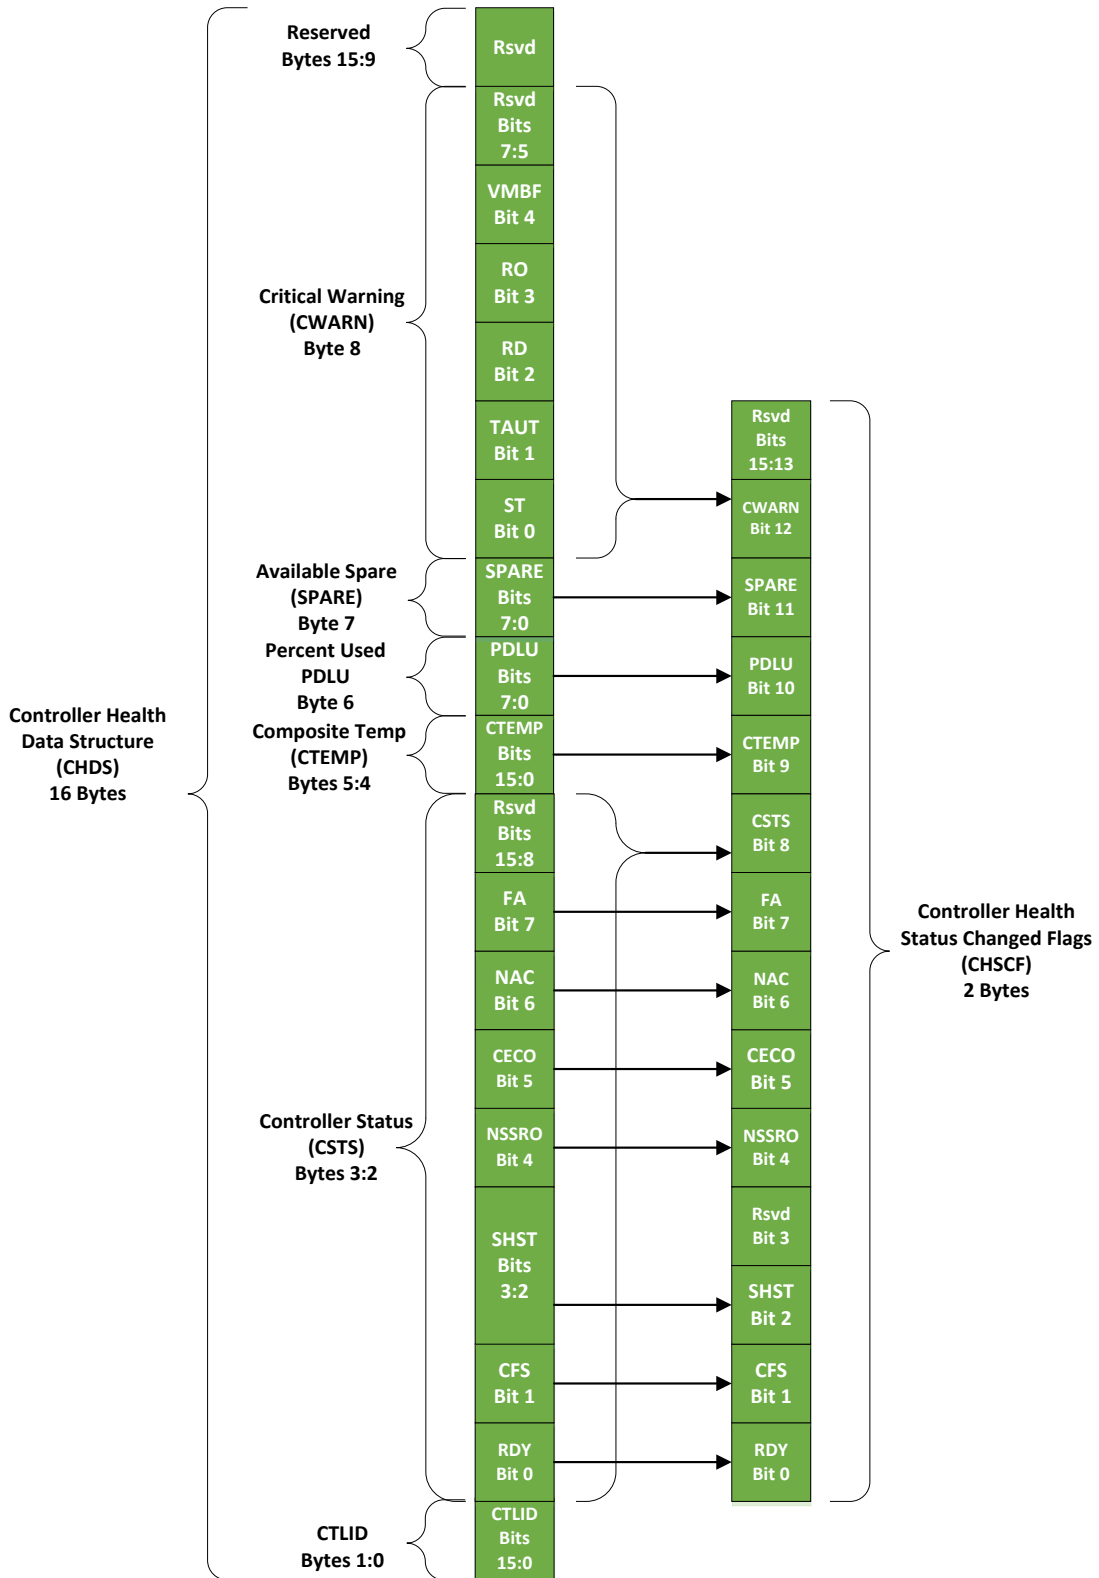 Reserved
Bytes 15:9
Rsvd
Rsvd
Bits
7:5
VMBF
Bit 4
RO
Bit 3
Critical Warning
(CWARN)
Byte 8
RD
Bit 2
TAUT
Bit 1
ST
Bit 0
Available Spare
(SPARE)
Byte 7
SPARE
Bits
7:0
Percent Used
PDLU
Byte 6
PDLU
Bits
7:0
Composite Temp
(CTEMP)
Bytes 5:4
CTEMP
Bits
15:0
Controller Health
Data Structure
(CHDS)
16 Bytes
Rsvd
Bits
15:8
FA
Bit 7
NAC
Bit 6
CECO
Bit 5
Controller Status
(CSTS)
Bytes 3:2
NSSRO
Bit 4
SHST
Bits
3:2
CFS
Bit 1
RDY
Bit 0
CTLID
Bytes 1:0
CTLID
Bits
15:0
Rsvd
Bits
15:13
CWARN
Bit 12
SPARE
Bit 11
PDLU
Bit 10
CTEMP
Bit 9
CSTS
Bit 8
FA
Bit 7
NAC
Bit 6
CECO
Bit 5
NSSRO
Bit 4
Rsvd
Bit 3
SHST
Bit 2
CFS
Bit 1
RDY
Bit 0
Controller Health
Status Changed Flags
(CHSCF)
2 Bytes